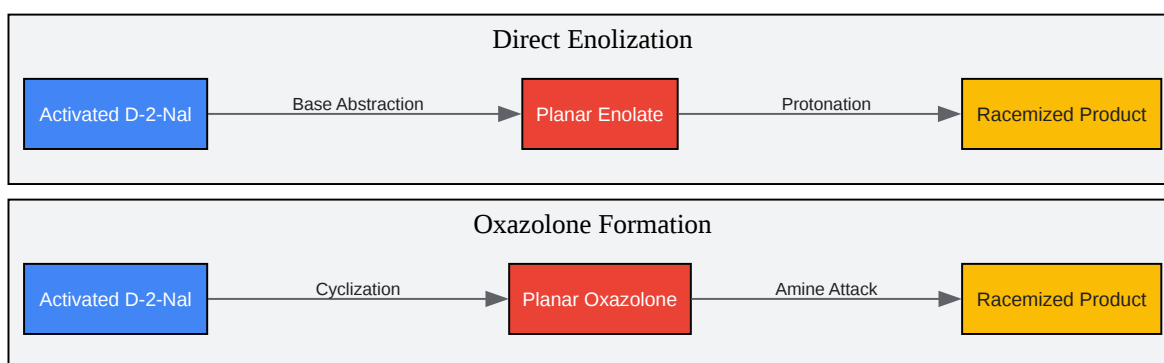 Direct Enolization
Activated D-2-Nal
Base Abstraction
Planar Enolate
Protonation
Racemized Product
Oxazolone Formation
Activated D-2-Nal
Cyclization
Planar Oxazolone
Amine Attack
Racemized Product